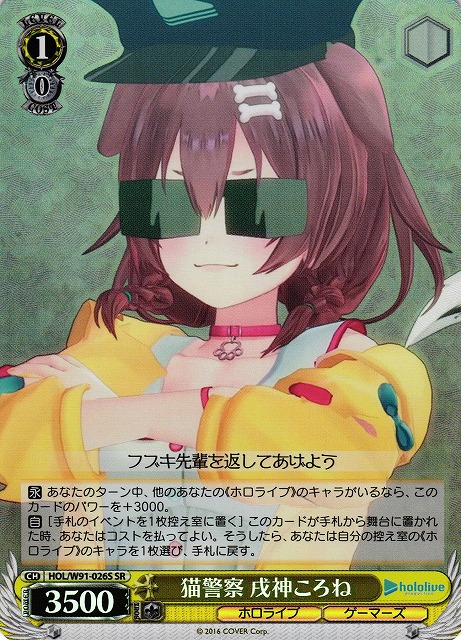 LEVEL
1
0
COST
フブキ先輩を返してあげよう
永 あなたのターン中、他のあなたの《ホロライブ》のキャラがいるなら、この
カードのパワーを+3000。
自 [手札のイベントを1枚控え室に置く] このカードが手札から舞台に置かれ
た時、あなたはコストを払ってよい。そうしたら、あなたは自分の控え室の《ホ
ロライブ》のキャラを1枚選び、手札に戻す。
CH HOL/W91-026S SR
POWER
3500
SOUL
猫警察 戌神ころね
hololive
PRODUCTION
ホロライブ
ゲーマーズ
© 2016 COVER Corp.